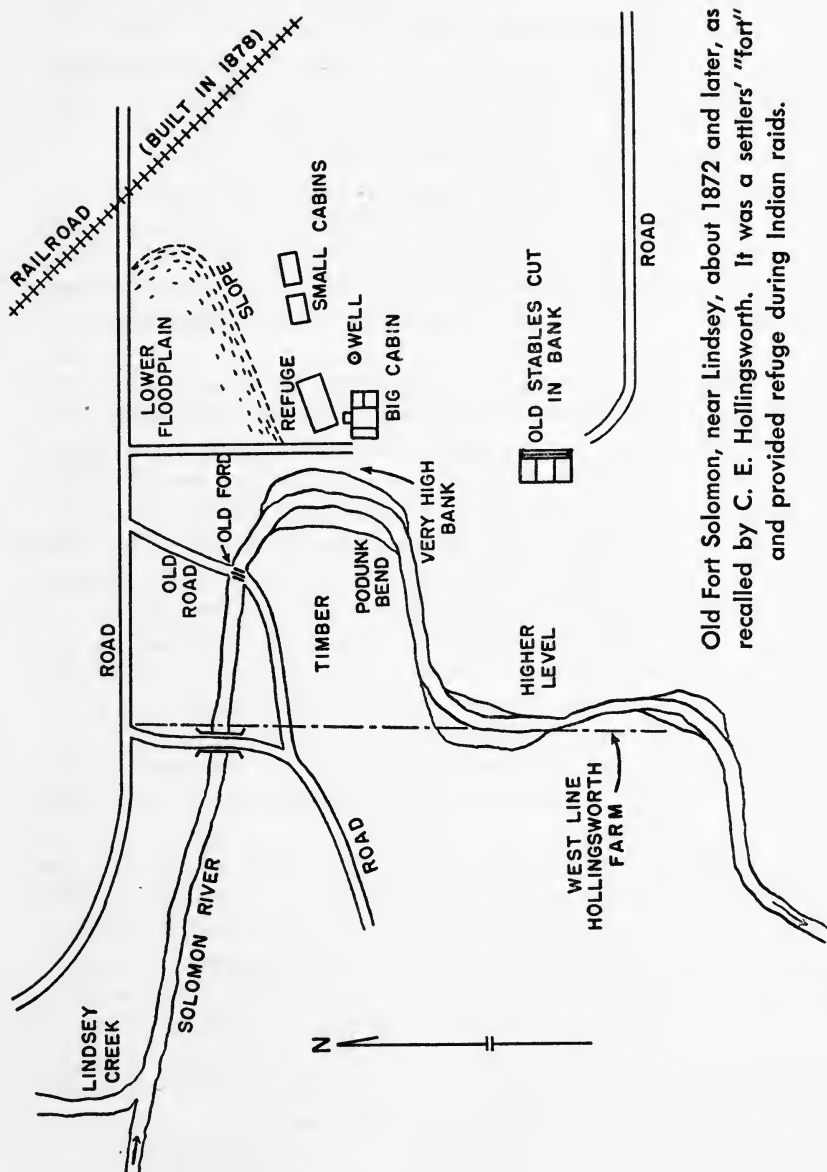 RAILROAD
(BUILT IN 1878)
ROAD
LOWER
FLOODPLAIN
SLOPE
REFUGE
SMALL CABINS
WELL
BIG CABIN
OLD FORD
OLD
ROAD
VERY HIGH
BANK
PODUNK
BEND
TIMBER
OLD STABLES CUT
IN BANK
ROAD
HIGHER
LEVEL
WEST LINE
HOLLINGSWORTH
FARM
ROAD
SOLOMON RIVER
LINDSEY
CREEK
N
Old Fort Solomon, near Lindsey, about 1872 and later, as
recalled by C. E. Hollingsworth. It was a settlers' "fort"
and provided refuge during Indian raids.